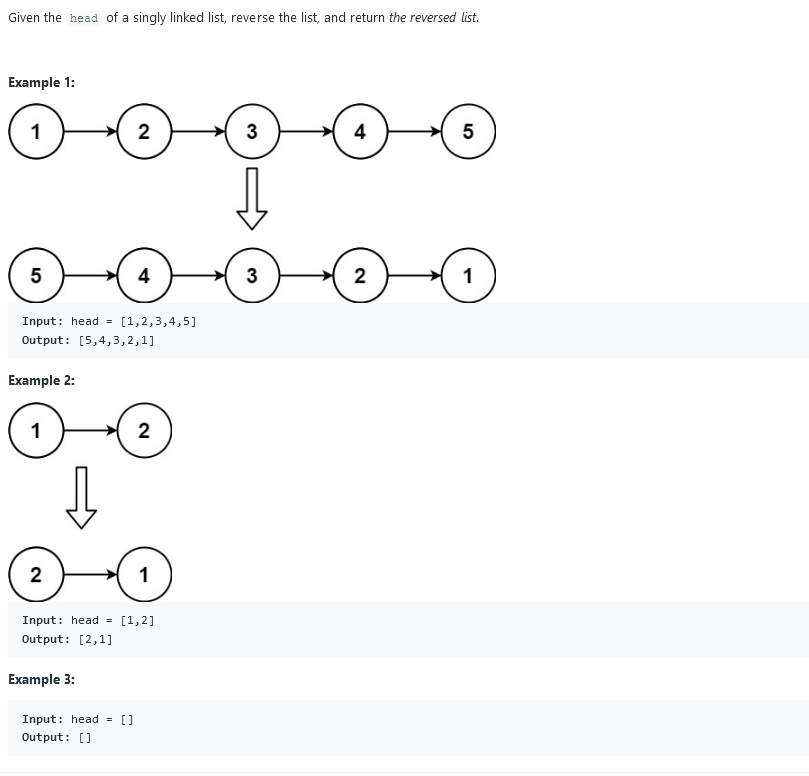 Given the head of a singly linked list, reverse the list, and return the reversed list.
Example 1:
1 2 3 4 5
5 4 3 2 1
Input: head = [1,2,3,4,5]
Output: [5,4,3,2,1]
Example 2:
1 2
2 1
Input: head = [1,2]
Output: [2,1]
Example 3:
Input: head = []
Output: []